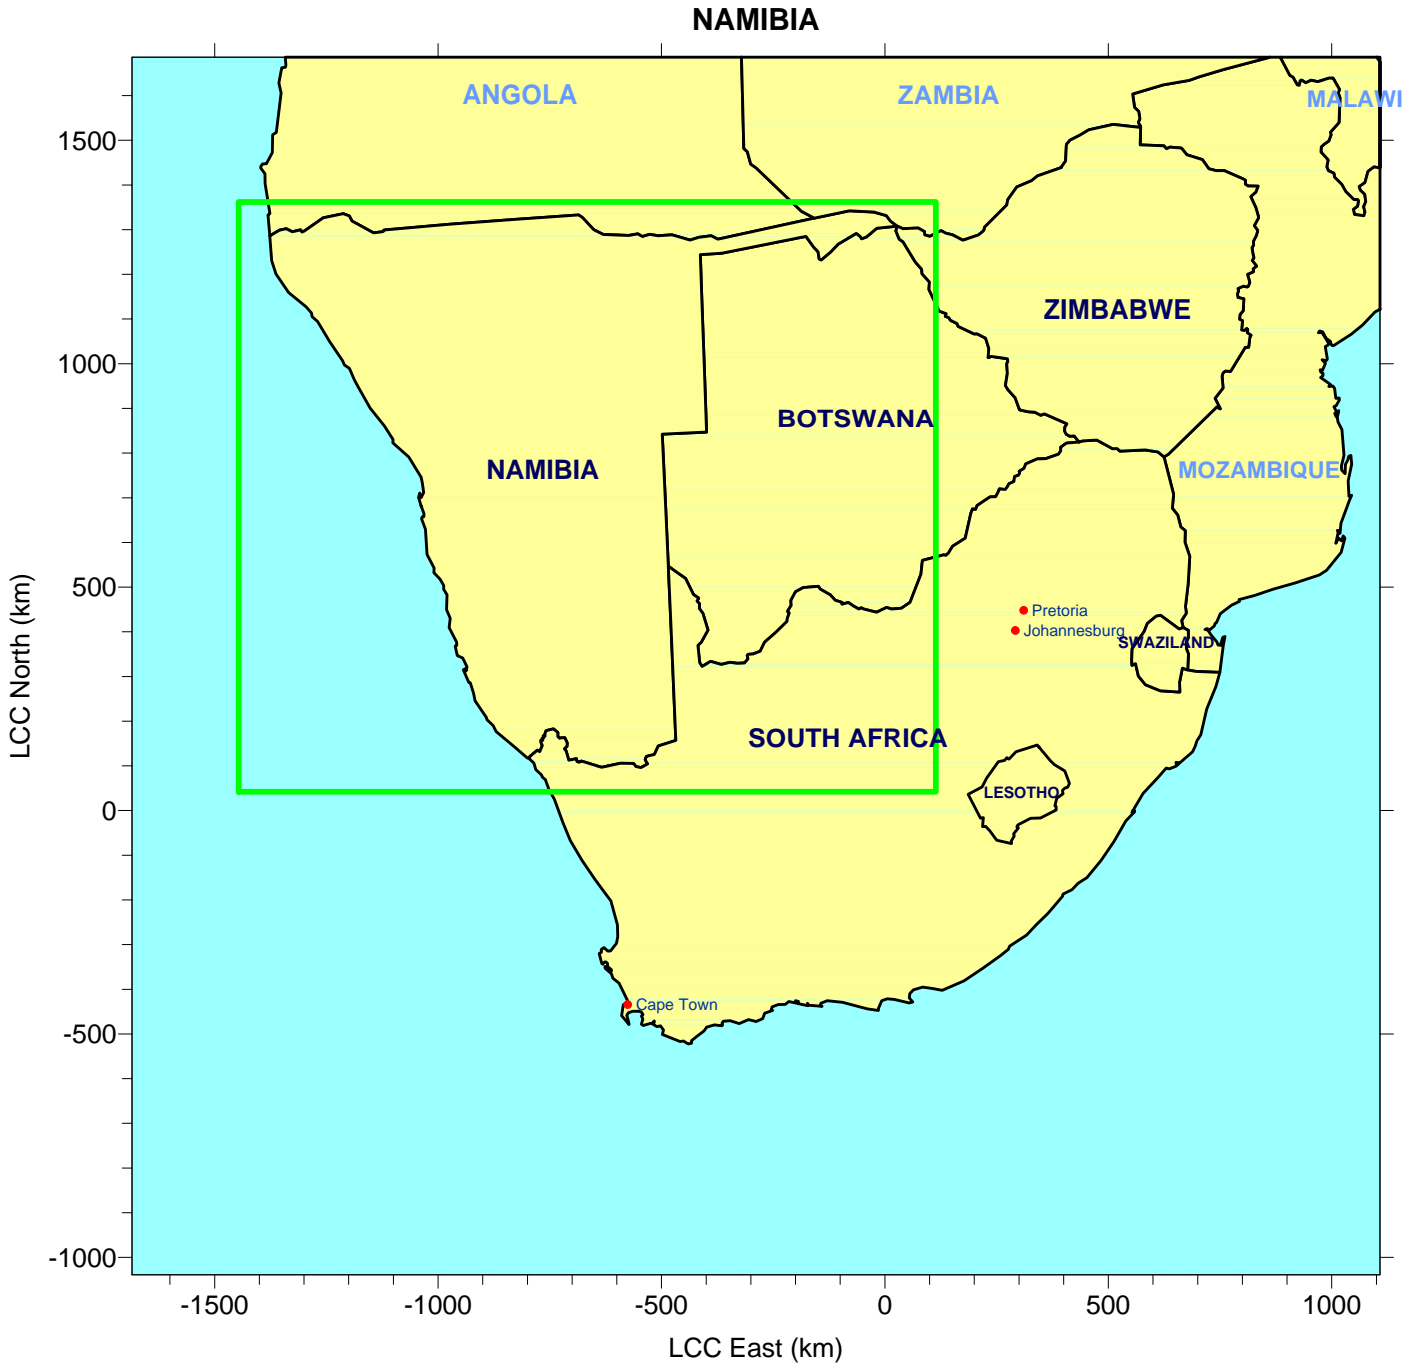 NAMIBIA
ANGOLA
ZAMBIA
MALAWI
1500
ZIMBABWE
1000
BOTSWANA
NAMIBIA
MOZAMBIQUE
500
Pretoria
Johannesburg
SWAZILAND
LCC North (km)
SOUTH AFRICA
LESOTHO
0
Cape Town
-500
-1000
-1500 -1000 -500 0 500 1000
LCC East (km)